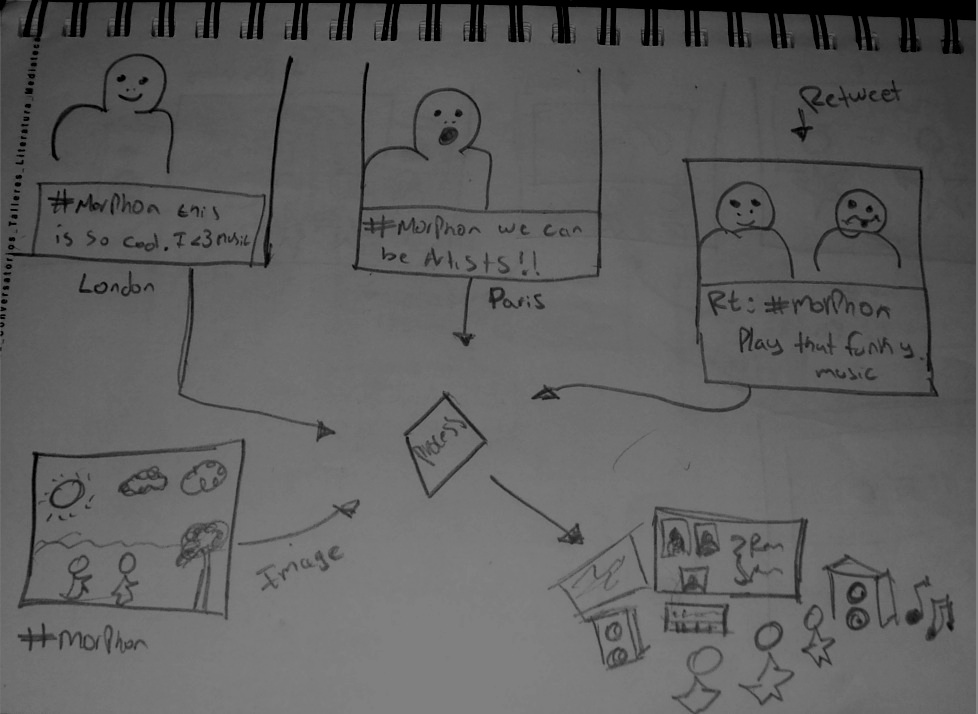 Conversatorios_Talleres_Literatura_Mediateca
#MorPhon this
is so cool. I <3 music
London
#MorPhon we can
be Artists!!
Paris
Retweet
Rt: #morPhon
Play that funky
music
Process
Image
#MorPhon